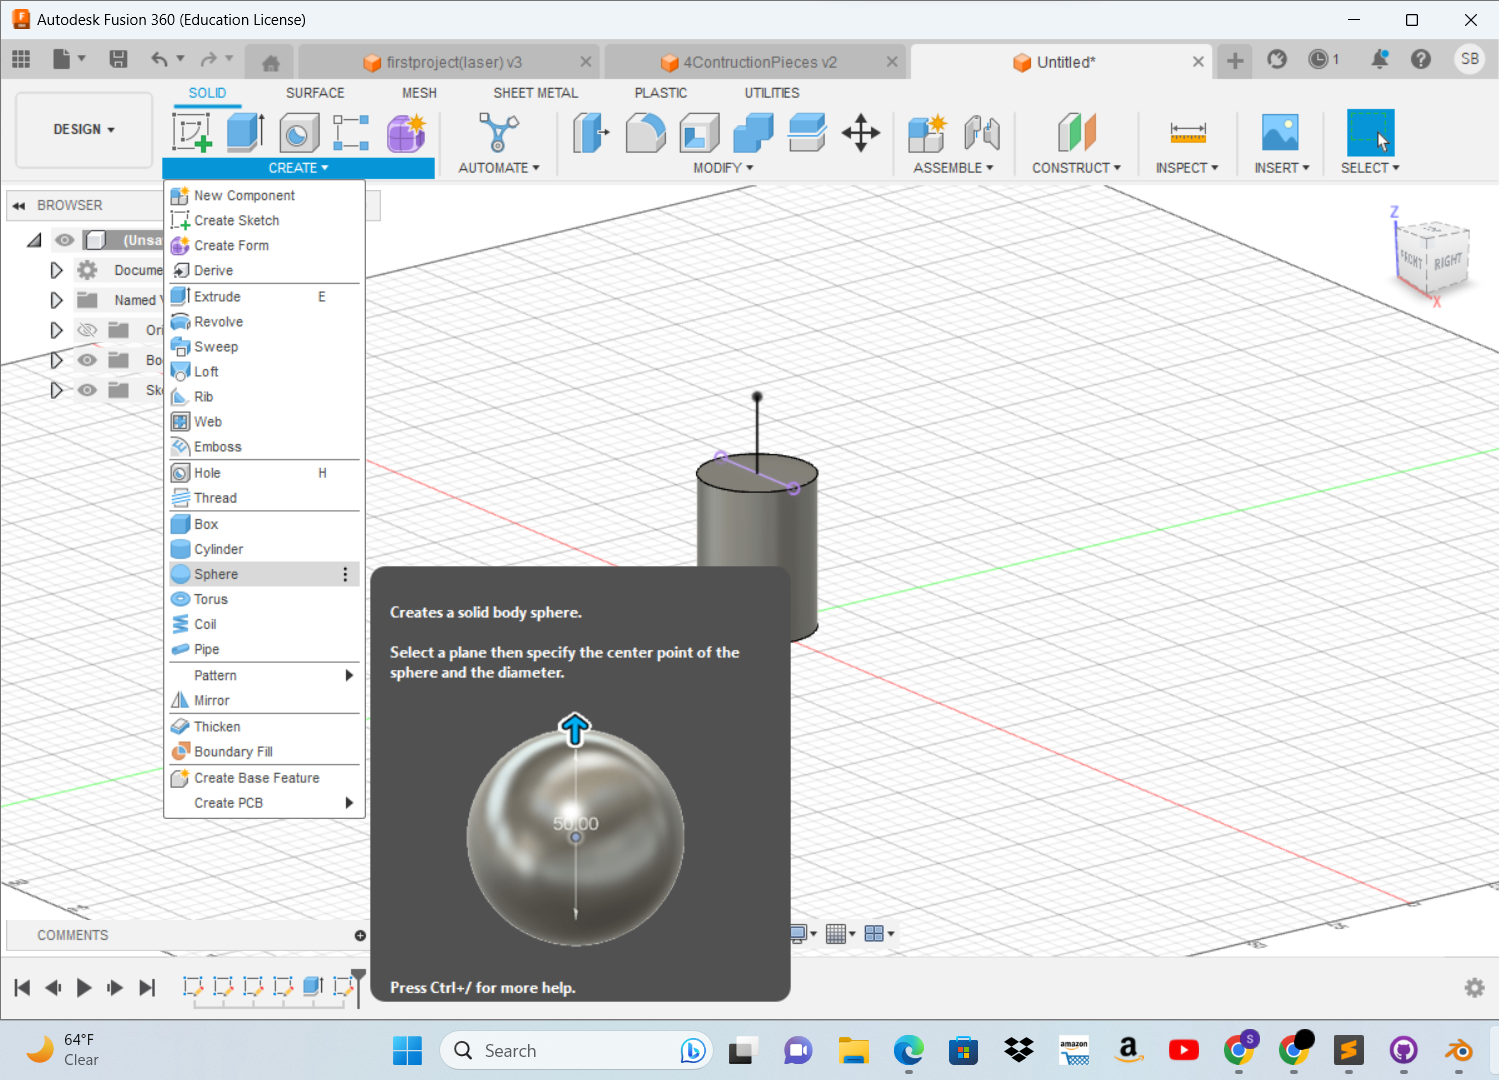 Autodesk Fusion 360 (Education License)
firstproject(laser) v3
4ContructionPieces v2
Untitled*
1
SB
DESIGN
SOLID
SURFACE
MESH
SHEET METAL
PLASTIC
UTILITIES
CREATE
AUTOMATE
MODIFY
ASSEMBLE
CONSTRUCT
INSPECT
INSERT
SELECT
BROWSER
(Unsa
Docume
Named V
Ori
Bo
Sk
New Component
Create Sketch
Create Form
Derive
Extrude E
Revolve
Sweep
Loft
Rib
Web
Emboss
Hole H
Thread
Box
Cylinder
Sphere
Torus
Coil
Pipe
Pattern
Mirror
Thicken
Boundary Fill
Create Base Feature
Create PCB
Z
FRONT
RIGHT
X
Creates a solid body sphere.
Select a plane then specify the center point of the
sphere and the diameter.
50.00
Press Ctrl+/ for more help.
COMMENTS
64°F
Clear
Search
amazon
a
S